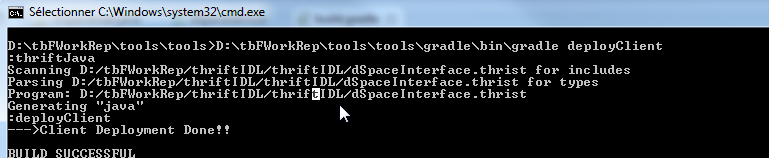 Sélectionner C:\Windows\system32\cmd.exe
D:\tbFWorkRep\tools\tools>D:\tbFWorkRep\tools\tools\gradle\bin\gradle deployClient
:thriftJava
Scanning D:/tbFWorkRep/thriftIDL/thriftIDL/dSpaceInterface.thrist for includes
Parsing D:/tbFWorkRep/thriftIDL/thriftIDL/dSpaceInterface.thrist for types
Program: D:/tbFWorkRep/thriftIDL/thriftIDL/dSpaceInterface.thrist
Generating "java"
:deployClient
--->Client Deployment Done!!
BUILD SUCCESSFUL